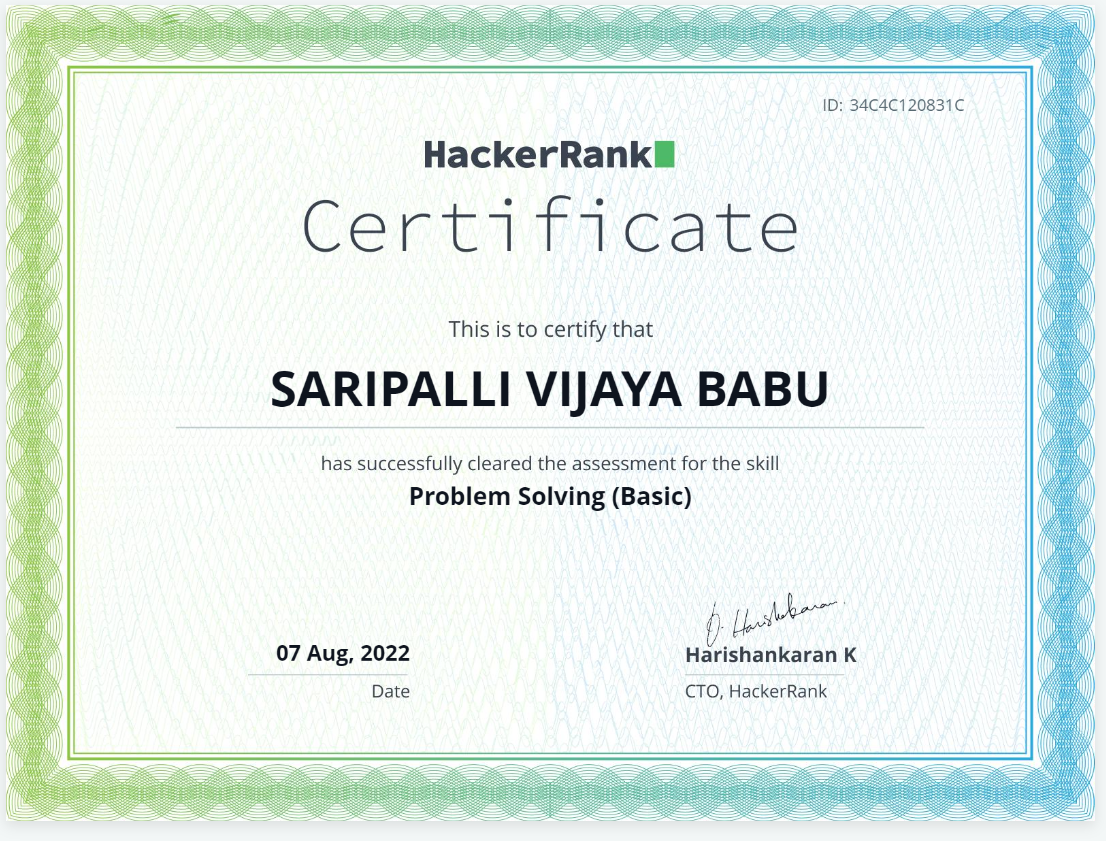 ID: 34C4C120831C
HackerRank
Certificate
This is to certify that
SARIPALLI VIJAYA BABU
has successfully cleared the assessment for the skill
Problem Solving (Basic)
07 Aug, 2022
Date
Harishankaran K
CTO, HackerRank